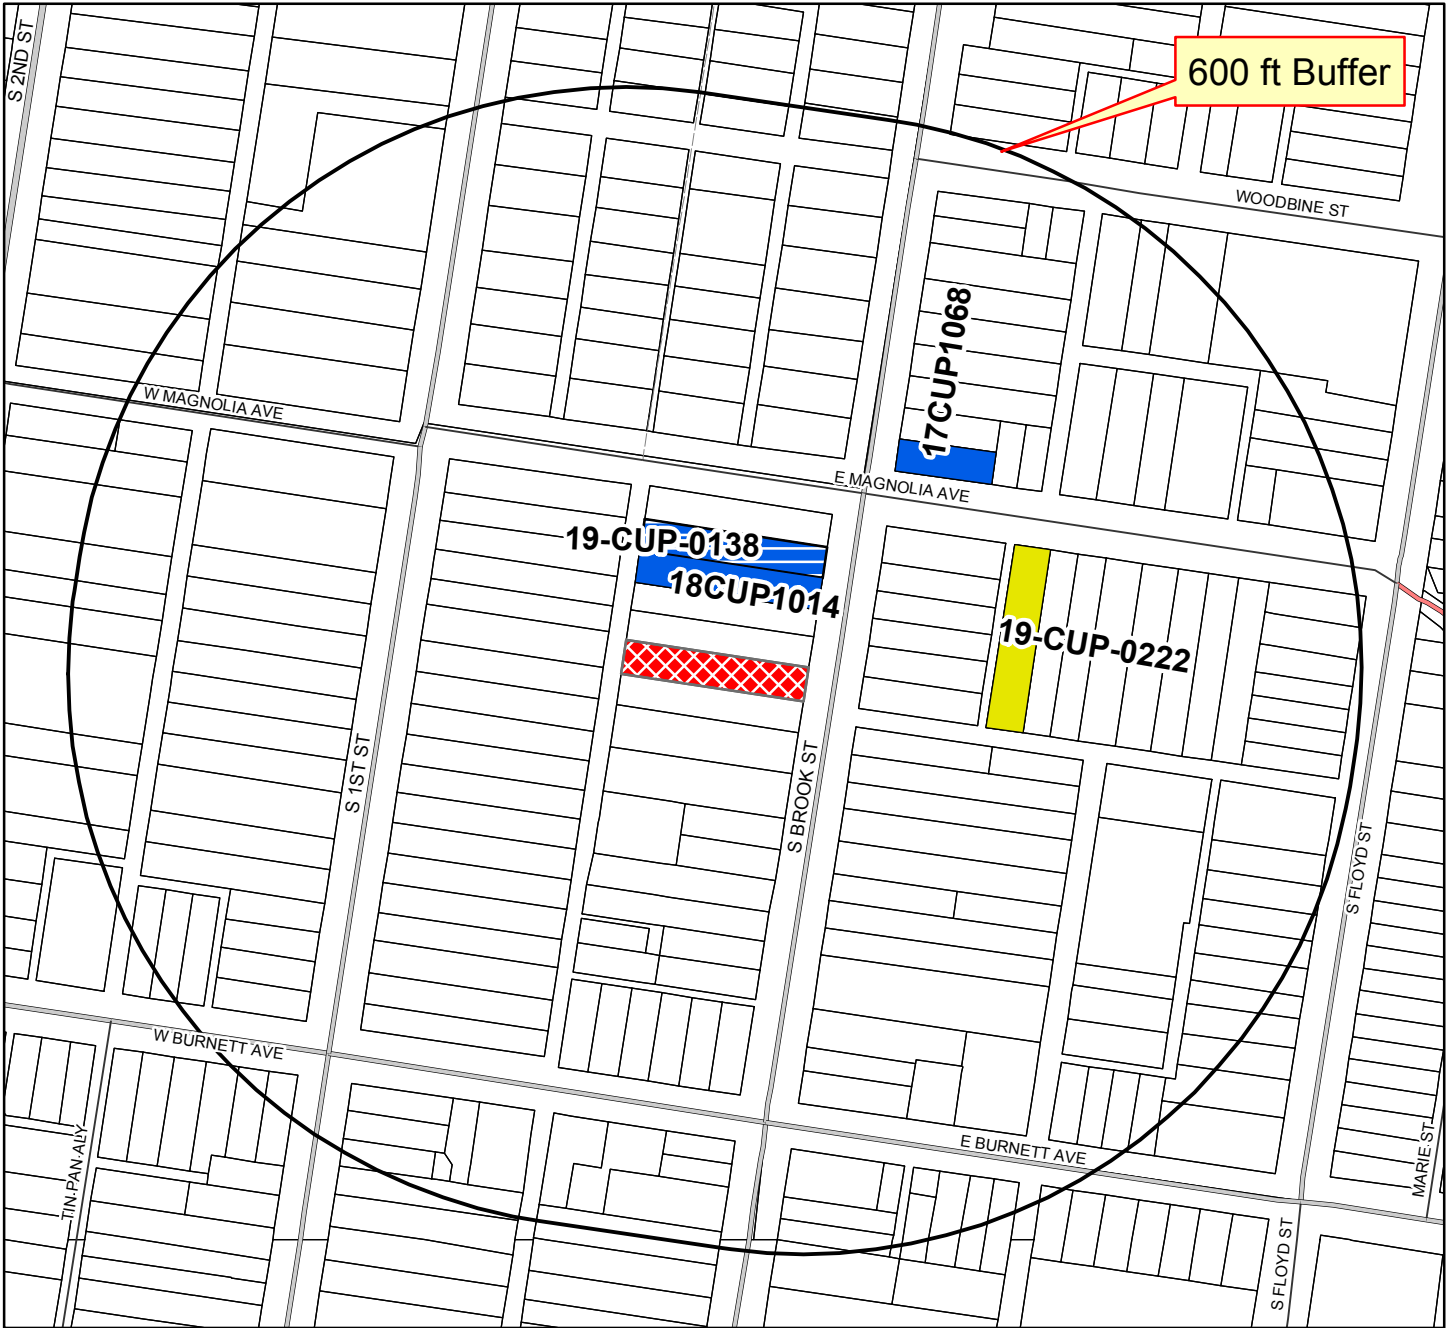 S 2ND ST
600 ft Buffer
WOODBINE ST
17CUP1068
W MAGNOLIA AVE
E MAGNOLIA AVE
19-CUP-0138
18CUP1014
19-CUP-0222
S 1ST ST
S BROOK ST
S FLOYD ST
W BURNETT AVE
E BURNETT AVE
TIN PAN ALY
MARIE ST
S FLOYD ST